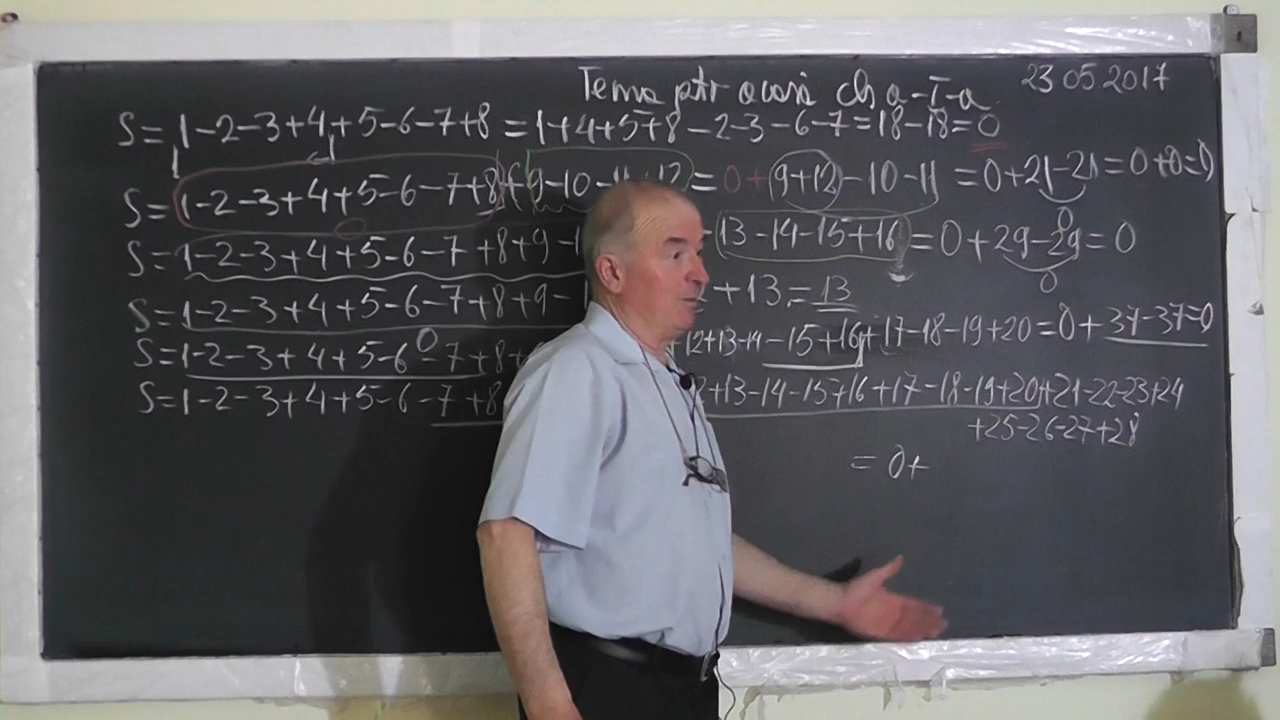 Tema ptr acasă cl a-I-a 23 05 2017
S = 1-2-3+4+5-6-7+8 = 1+4+5+8-2-3-6-7=18-18=0
S = 1-2-3+4+5-6-7+8+9-10-11+12 = 0+9+12-10-11 = 0+21-21=0+0=0
S = 1-2-3+4+5-6-7+8+9-1 -13-14-15+16 = 0+29-29=0
0
S = 1-2-3+4+5-6-7+8+9- +13=13
S = 1-2-3+4+5-6-7+8+ 12+13-14-15+16+17-18-19+20=0+37-37=0
S = 1-2-3+4+5-6-7+8 +13-14-15+16+17-18-19+20+21-22-23+24
+25-26-27+28
= 0+